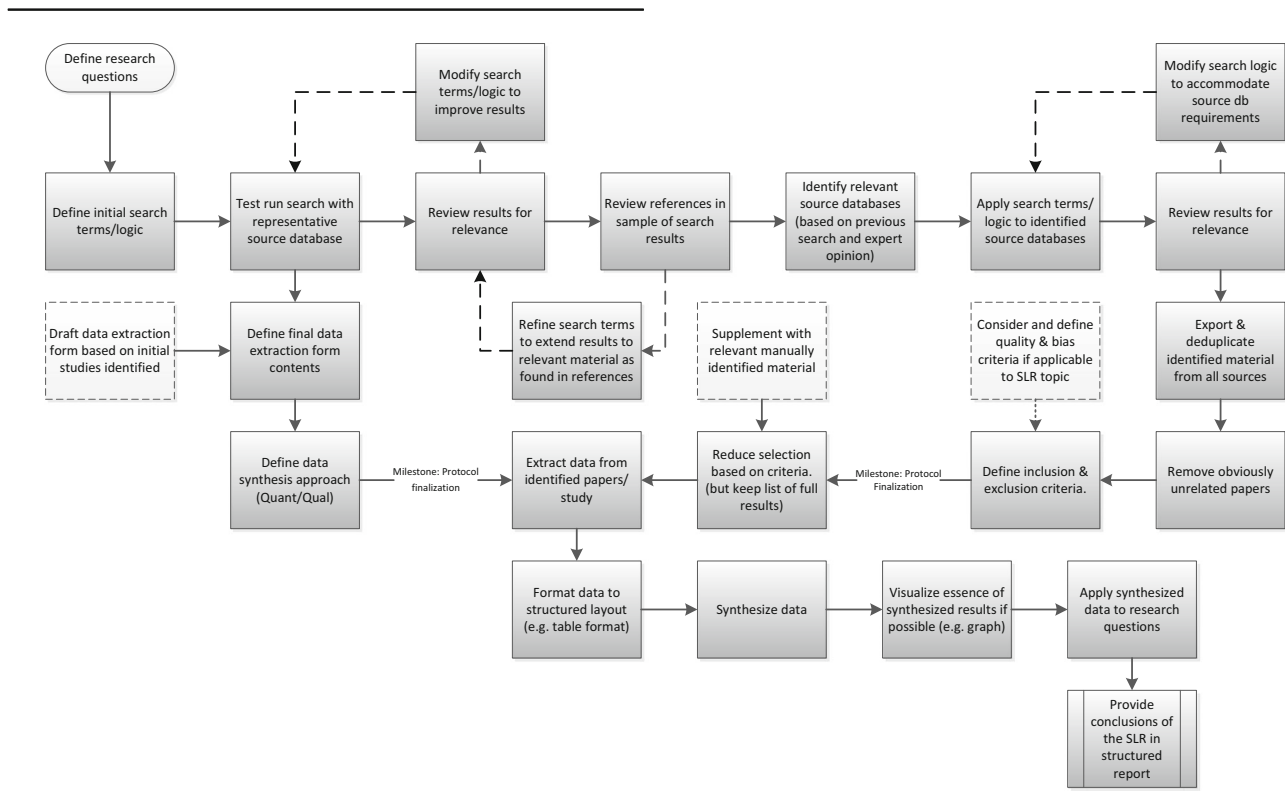 Define research
questions
Modify search
terms/logic to
improve results
Modify search logic
to accommodate
source db
requirements
Define initial search
terms/logic
Test run search with
representative
source database
Review results for
relevance
Review references in
sample of search
results
Identify relevant
source databases
(based on previous
search and expert
opinion)
Apply search terms/
logic to identified
source databases
Review results for
relevance
Draft data extraction
form based on initial
studies identified
Define final data
extraction form
contents
Refine search terms
to extend results to
relevant material as
found in references
Supplement with
relevant manually
identified material
Consider and define
quality & bias
criteria if applicable
to SLR topic
Export &
deduplicate
identified material
from all sources
Define data
synthesis approach
(Quant/Qual)
Milestone: Protocol
finalization
Extract data from
identified papers/
study
Reduce selection
based on criteria.
(but keep list of full
results)
Milestone: Protocol
Finalization
Define inclusion &
exclusion criteria.
Remove obviously
unrelated papers
Format data to
structured layout
(e.g. table format)
Synthesize data
Visualize essence of
synthesized results if
possible (e.g. graph)
Apply synthesized
data to research
questions
Provide
conclusions of
the SLR in
structured
report